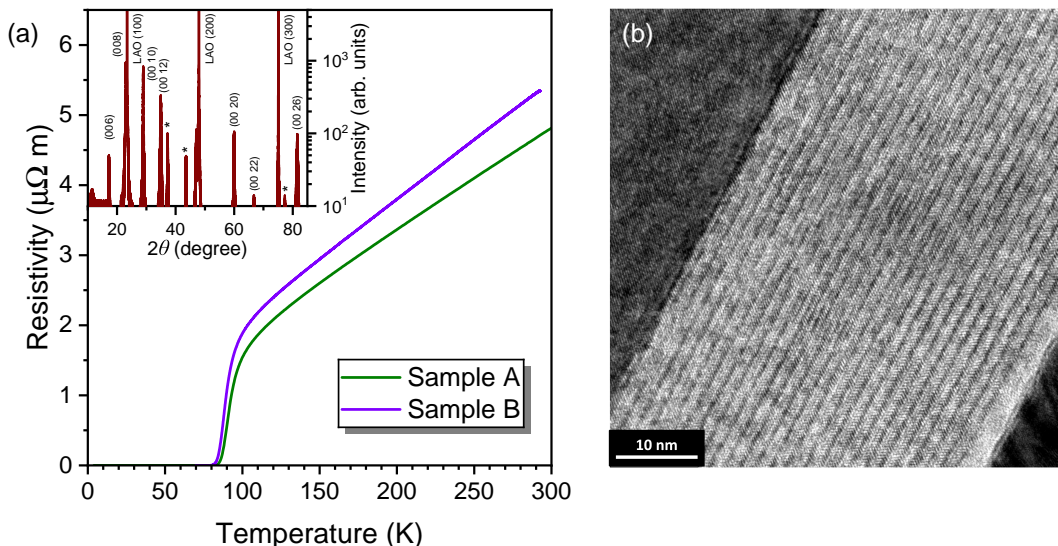 (a)
6
5
4
3
2
1
0
Resistivity (μΩ m)
0
50
100
150
200
250
300
Temperature (K)
Sample A
Sample B
(006)
(008)
LAO (100)
(00 10)
(00 12)
*
*
LAO (200)
(00 20)
(00 22)
LAO (300)
*
(00 26)
10³
10²
10¹
Intensity (arb. units)
20
40
60
80
2θ (degree)
(b)
10 nm